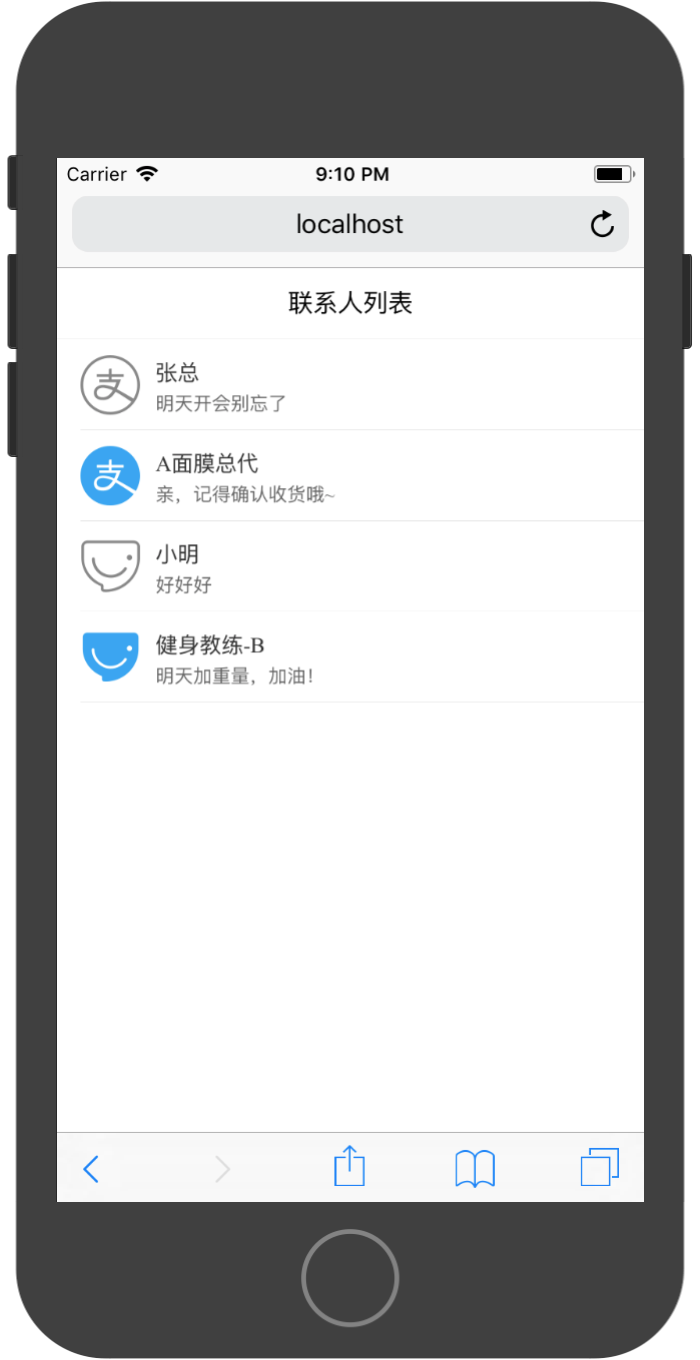 Carrier
9:10 PM
localhost
联系人列表
支
张总
明天开会别忘了
支
A面膜总代
亲，记得确认收货哦~
小明
好好好
健身教练-B
明天加重量，加油！